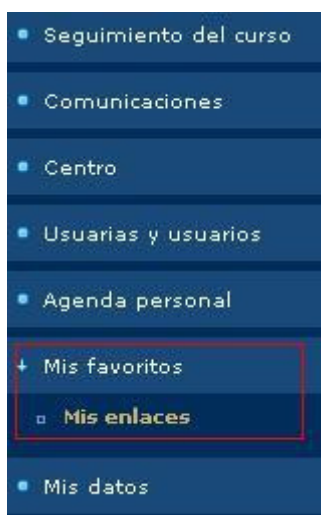 Seguimiento del curso
Comunicaciones
Centro
Usuarias y usuarios
Agenda personal
Mis favoritos
Mis enlaces
Mis datos